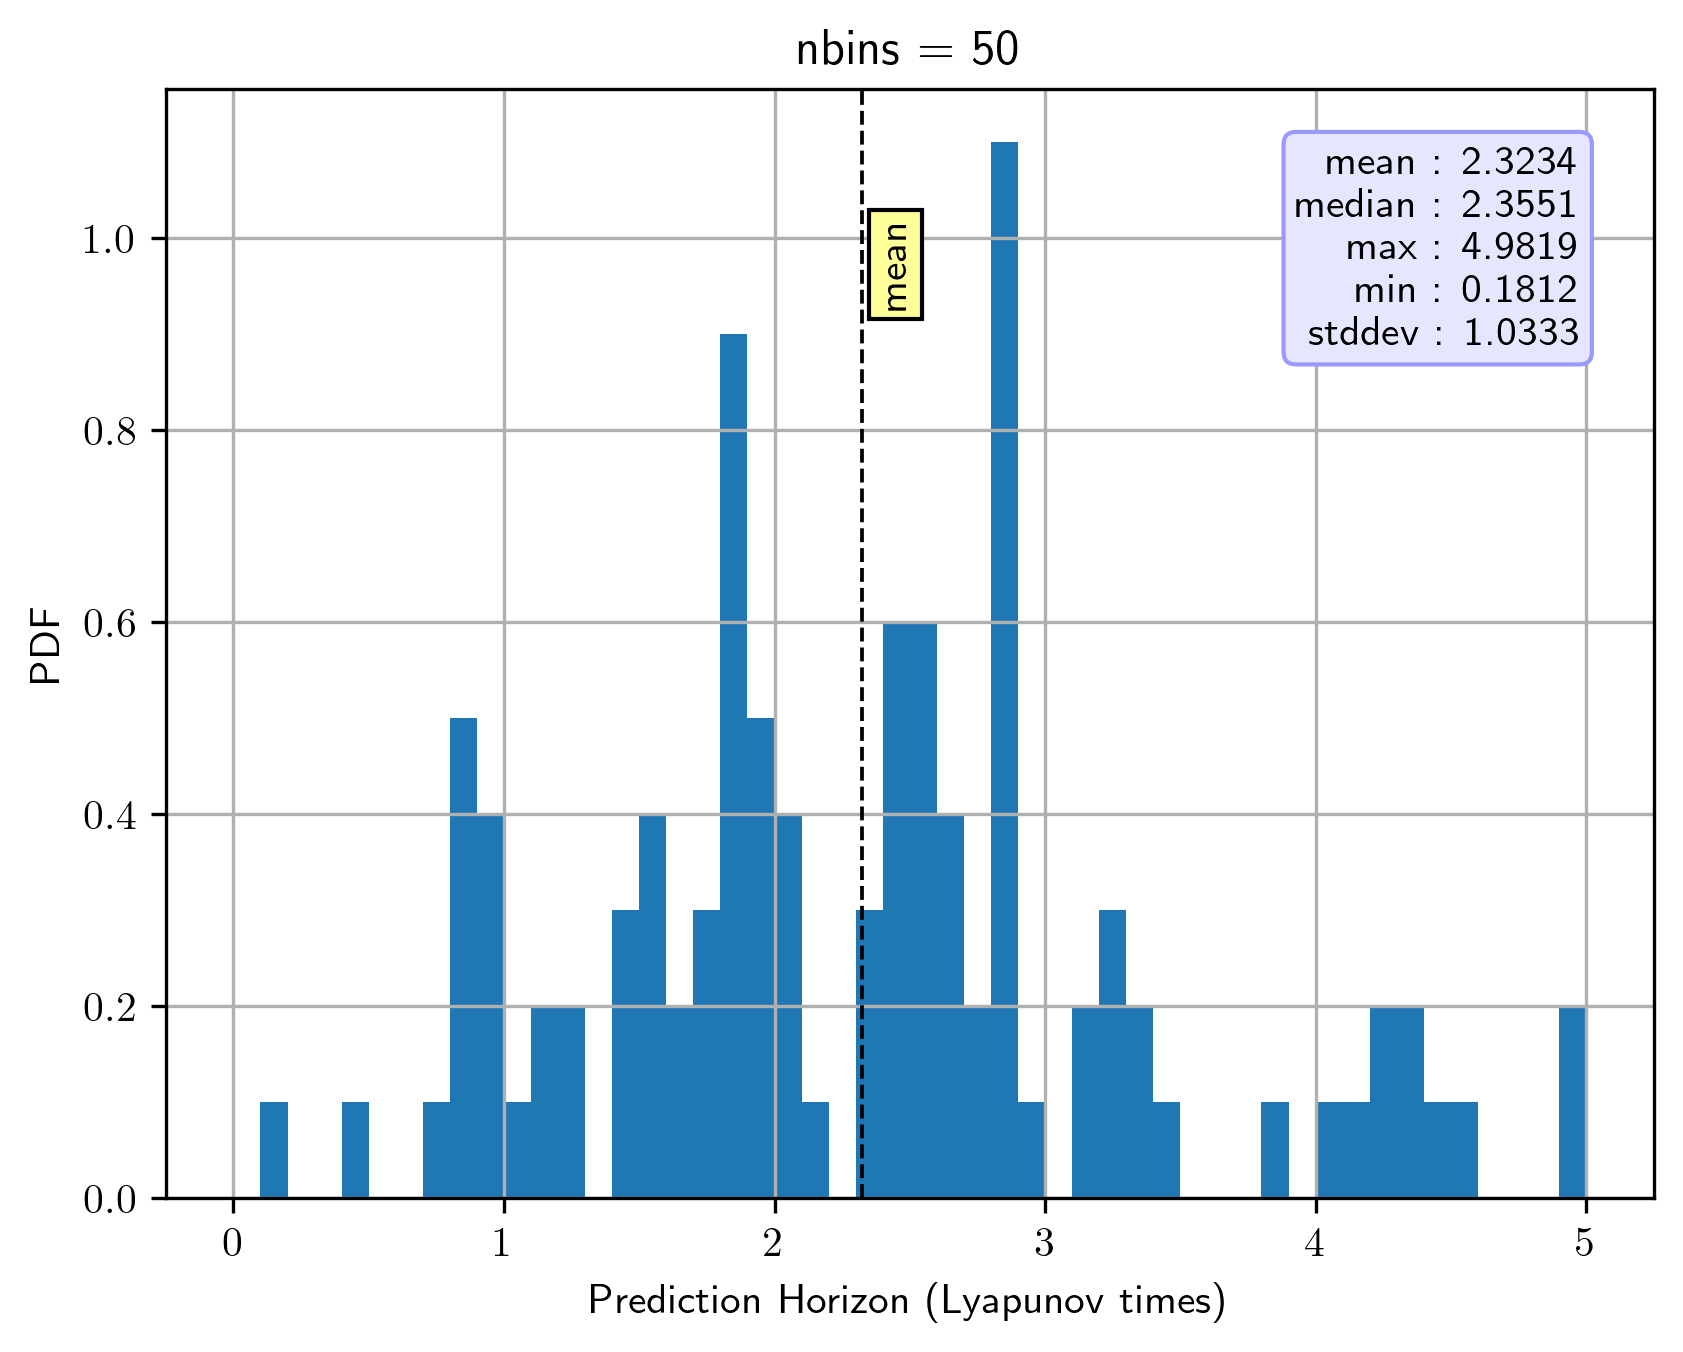 nbins = 50
mean : 2.3234
median : 2.3551
max : 4.9819
min : 0.1812
stddev : 1.0333
mean
PDF
1.0
0.8
0.6
0.4
0.2
0.0
0 1 2 3 4 5
Prediction Horizon (Lyapunov times)